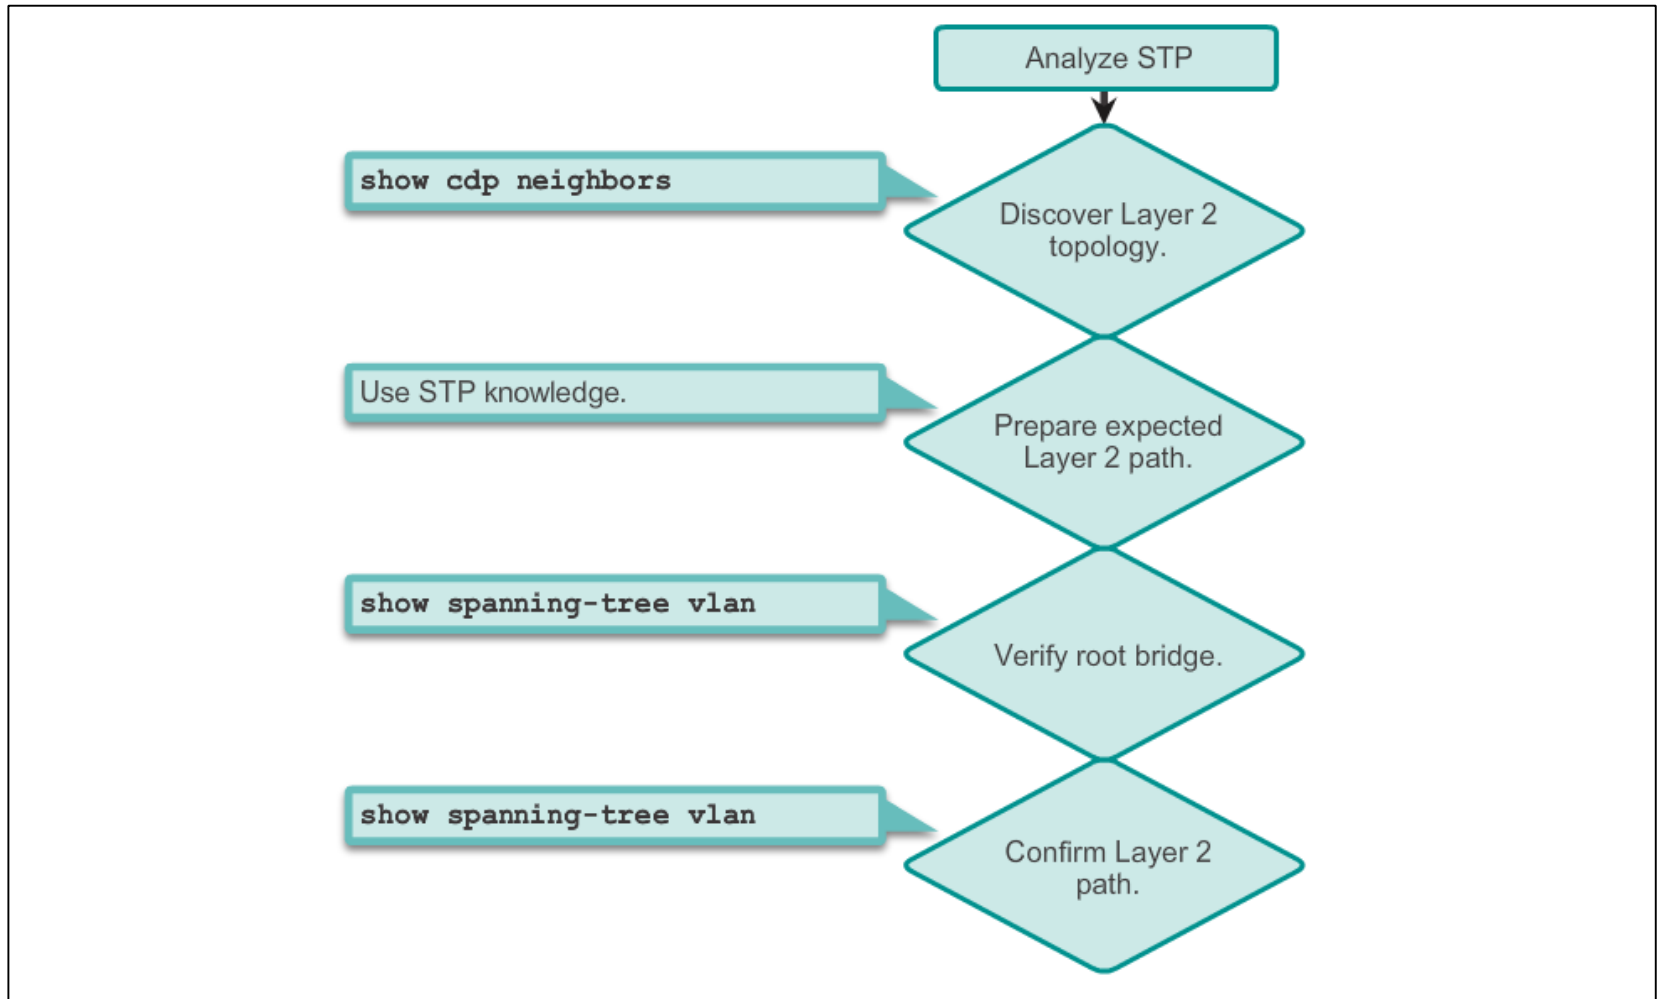 Analyze STP
show cdp neighbors
Discover Layer 2
topology.
Use STP knowledge.
Prepare expected
Layer 2 path.
show spanning-tree vlan
Verify root bridge.
show spanning-tree vlan
Confirm Layer 2
path.